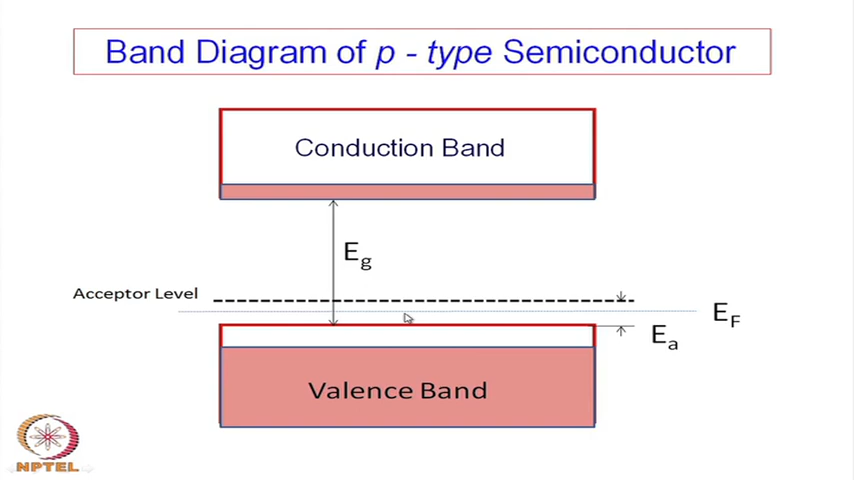 Band Diagram of p - type Semiconductor
Conduction Band
Eg
Acceptor Level
EF
Ea
Valence Band
NPTEL